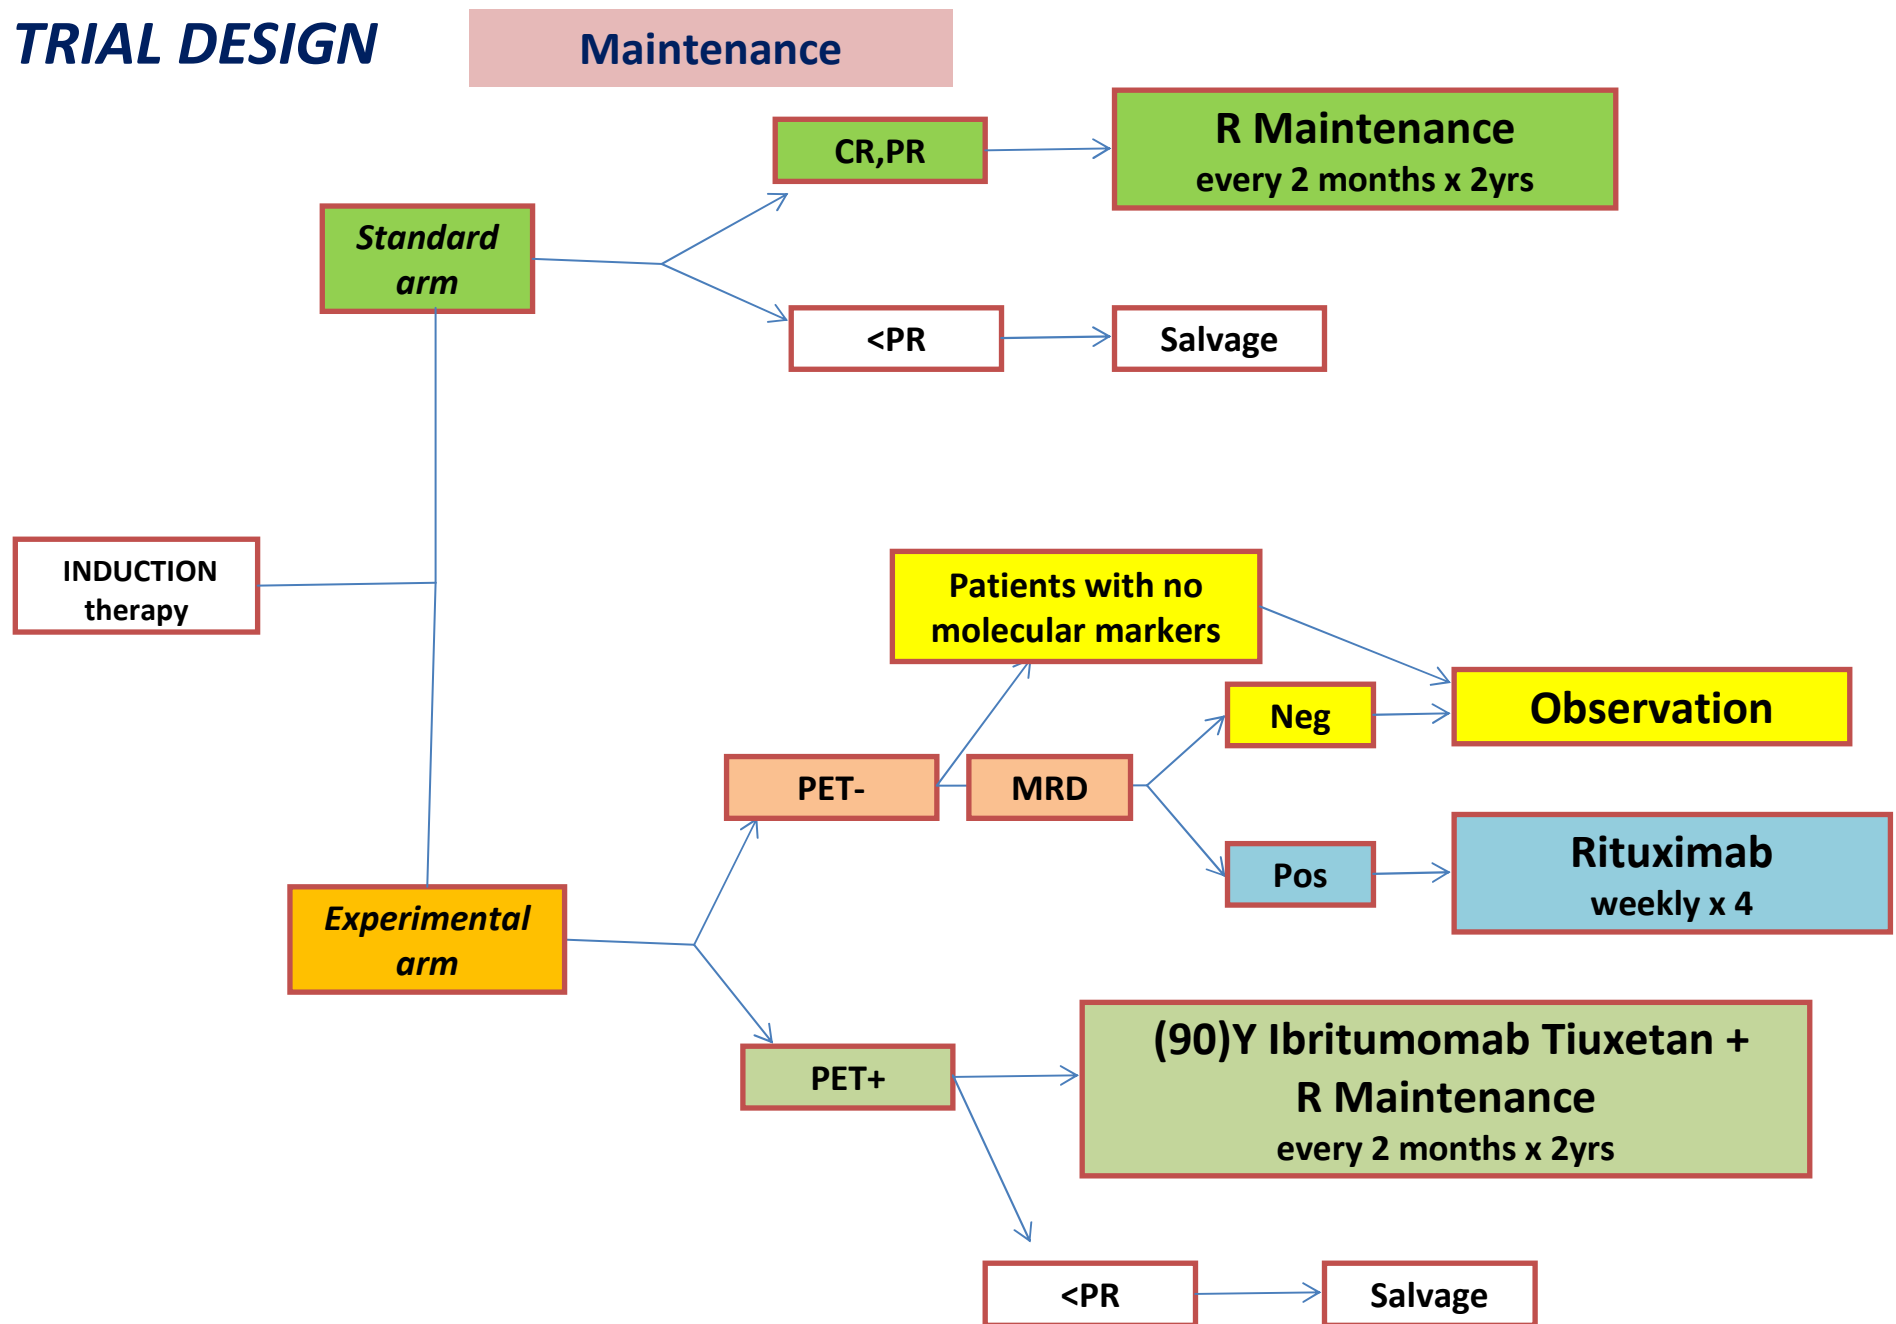 TRIAL DESIGN
Maintenance
CR,PR
R Maintenance
every 2 months x 2yrs
Standard
arm
<PR
Salvage
INDUCTION
therapy
Patients with no
molecular markers
Neg
Observation
PET-
MRD
Pos
Rituximab
weekly x 4
Experimental
arm
PET+
(90)Y Ibritumomab Tiuxetan +
R Maintenance
every 2 months x 2yrs
<PR
Salvage